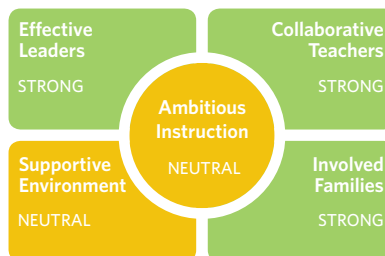 Effective
Leaders
STRONG
Collaborative
Teachers
STRONG
Ambitious
Instruction
NEUTRAL
Supportive
Environment
NEUTRAL
Involved
Families
STRONG